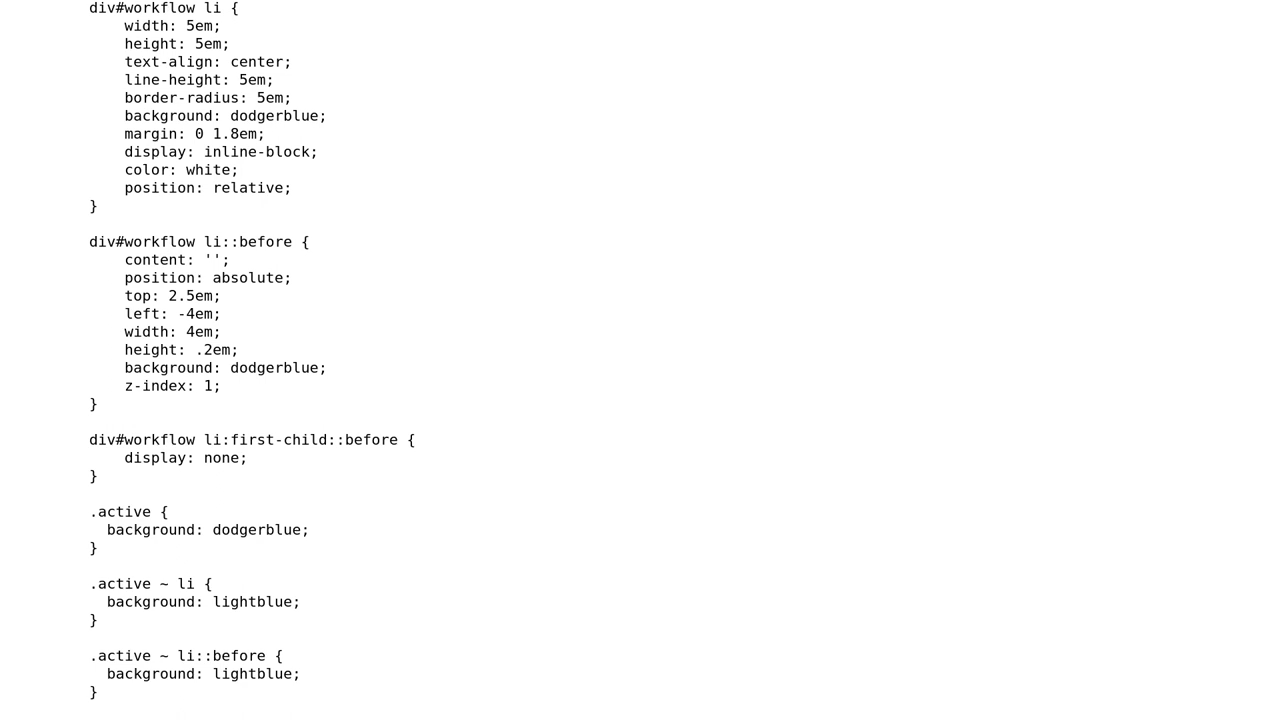 div#workflow li {
    width: 5em;
    height: 5em;
    text-align: center;
    line-height: 5em;
    border-radius: 5em;
    background: dodgerblue;
    margin: 0 1.8em;
    display: inline-block;
    color: white;
    position: relative;
}

div#workflow li::before {
    content: '';
    position: absolute;
    top: 2.5em;
    left: -4em;
    width: 4em;
    height: .2em;
    background: dodgerblue;
    z-index: 1;
}

div#workflow li:first-child::before {
    display: none;
}

.active {
  background: dodgerblue;
}

.active ~ li {
  background: lightblue;
}

.active ~ li::before {
  background: lightblue;
}